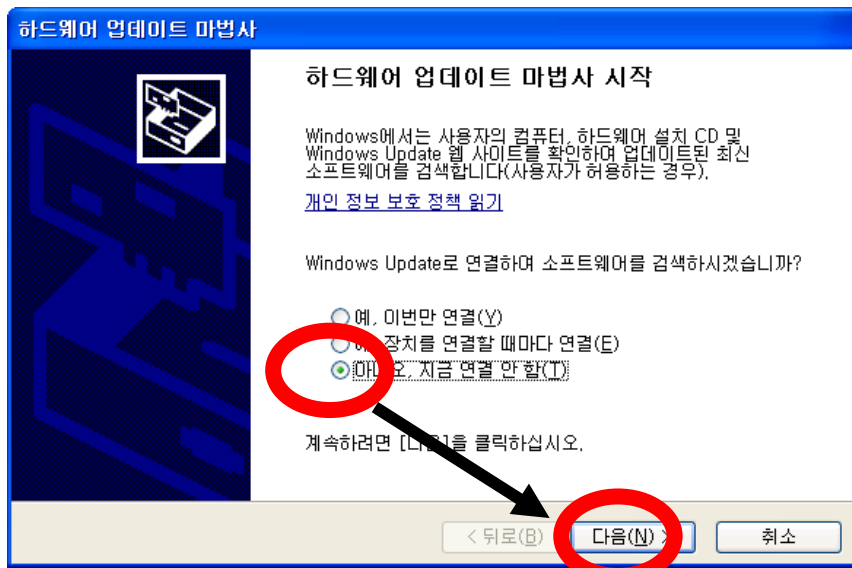 하드웨어 업데이트 마법사
하드웨어 업데이트 마법사 시작
Windows에서는 사용자의 컴퓨터, 하드웨어 설치 CD 및
Windows Update 웹 사이트를 확인하여 업데이트된 최신
소프트웨어를 검색합니다(사용자가 허용하는 경우).
개인 정보 보호 정책 읽기
Windows Update로 연결하여 소프트웨어를 검색하시겠습니까?
예, 이번만 연결(Y)
예, 장치를 연결할 때마다 연결(E)
아니오, 지금 연결 안 함(T)
계속하려면 [다음]을 클릭하십시오.
< 뒤로(B) 다음(N) > 취소